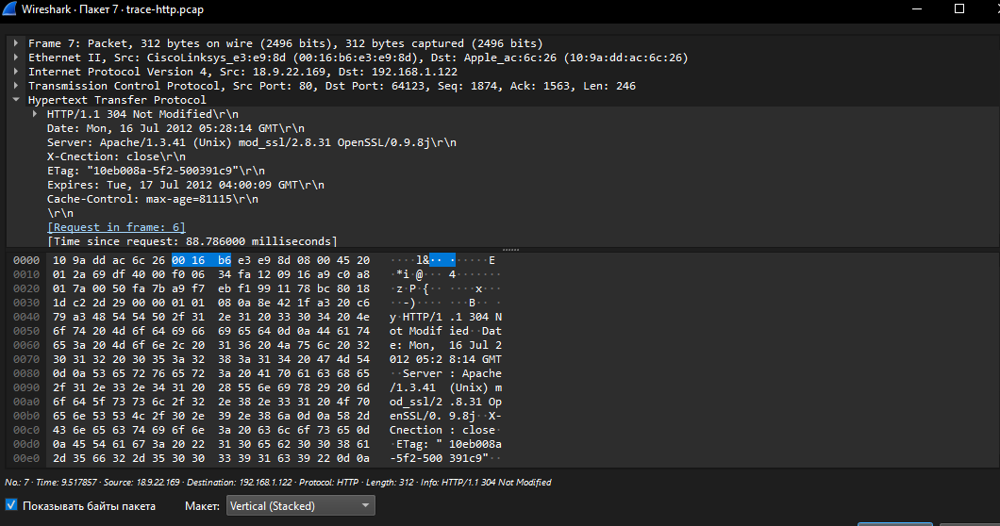 Wireshark · Пакет 7 · trace-http.pcap
Frame 7: Packet, 312 bytes on wire (2496 bits), 312 bytes captured (2496 bits)
Ethernet II, Src: CiscoLinksys_e3:e9:8d (00:16:b6:e3:e9:8d), Dst: Apple_ac:6c:26 (10:9a:dd:ac:6c:26)
Internet Protocol Version 4, Src: 18.9.22.169, Dst: 192.168.1.122
Transmission Control Protocol, Src Port: 80, Dst Port: 64123, Seq: 1874, Ack: 1563, Len: 246
Hypertext Transfer Protocol
HTTP/1.1 304 Not Modified\r\n
Date: Mon, 16 Jul 2012 05:28:14 GMT\r\n
Server: Apache/1.3.41 (Unix) mod_ssl/2.8.31 OpenSSL/0.9.8j\r\n
X-Cnection: close\r\n
ETag: "10eb008a-5f2-500391c9"\r\n
Expires: Tue, 17 Jul 2012 04:00:09 GMT\r\n
Cache-Control: max-age=81115\r\n
\r\n
[Request in frame: 6]
[Time since request: 88.786000 milliseconds]
0000 10 9a dd ac 6c 26 00 16 b6 e3 e9 8d 08 00 45 20 ····l&·· ······E
0010 01 2a 69 df 40 00 f0 06 34 fa 12 09 16 a9 c0 a8 ·*i·@··· 4·······
0020 01 7a 00 50 fa 7b a9 f7 eb f1 99 11 78 bc 80 18 ·z·P·{·· ····x···
0030 1d c2 2d 29 00 00 01 01 08 0a 8e 42 1f a3 20 c6 ··-)···· ···B·· ·
0040 79 a3 48 54 54 50 2f 31 2e 31 20 33 30 34 20 4e y·HTTP/1 .1 304 N
0050 6f 74 20 4d 6f 64 69 66 69 65 64 0d 0a 44 61 74 ot Modif ied··Dat
0060 65 3a 20 4d 6f 6e 2c 20 31 36 20 4a 75 6c 20 32 e: Mon, 16 Jul 2
0070 30 31 32 20 30 35 3a 32 38 3a 31 34 20 47 4d 54 012 05:2 8:14 GMT
0080 0d 0a 53 65 72 76 65 72 3a 20 41 70 61 63 68 65 ··Server : Apache
0090 2f 31 2e 33 2e 34 31 20 28 55 6e 69 78 29 20 6d /1.3.41 (Unix) m
00a0 6f 64 5f 73 73 6c 2f 32 2e 38 2e 33 31 20 4f 70 od_ssl/2 .8.31 Op
00b0 65 6e 53 53 4c 2f 30 2e 39 2e 38 6a 0d 0a 58 2d enSSL/0. 9.8j··X-
00c0 43 6e 65 63 74 69 6f 6e 3a 20 63 6c 6f 73 65 0d Cnection : close·
00d0 0a 45 54 61 67 3a 20 22 31 30 65 62 30 30 38 61 ·ETag: " 10eb008a
00e0 2d 35 66 32 2d 35 30 30 33 39 31 63 39 22 0d 0a -5f2-500 391c9"··
No.: 7 · Time: 9.517857 · Source: 18.9.22.169 · Destination: 192.168.1.122 · Protocol: HTTP · Length: 312 · Info: HTTP/1.1 304 Not Modified
Показывать байты пакета Макет: Vertical (Stacked)